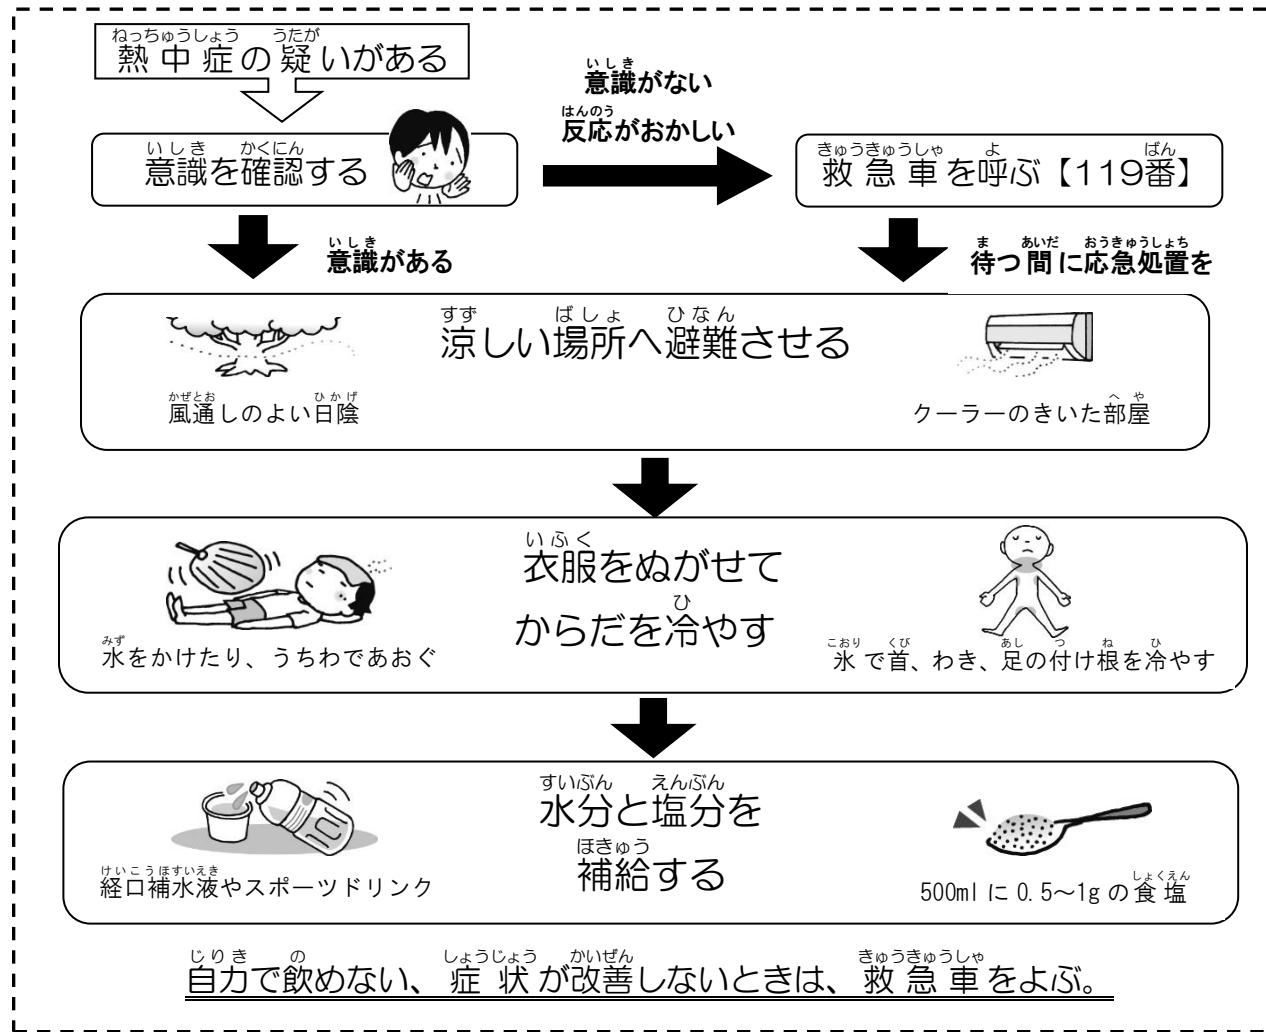 熱中症の疑いがある
意識がない
反応がおかしい
意識を確認する
救急車を呼ぶ【119番】
意識がある
待つ間に応急処置を
涼しい場所へ避難させる
風通しのよい日陰
クーラーのきいた部屋
衣服をぬがせて
からだを冷やす
水をかけたり、うちわであおぐ
氷で首、わき、足の付け根を冷やす
水分と塩分を
補給する
経口補水液やスポーツドリンク
500mlに0.5~1gの食塩
自力で飲めない、症状が改善しないときは、救急車をよぶ。